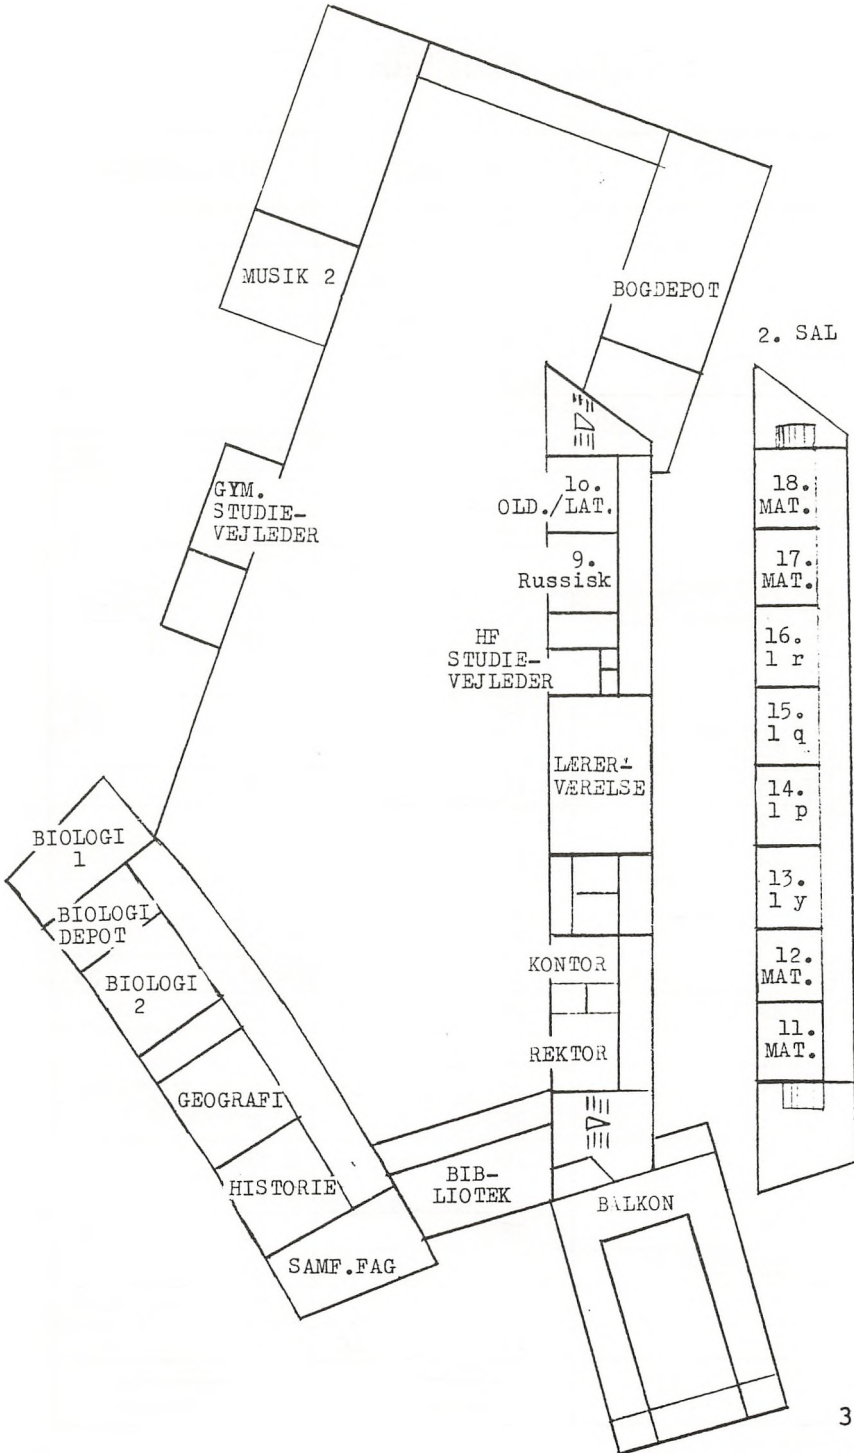 MUSIK 2
BOGDEPOT
2. SAL
GYM.
STUDIE-
VEJLEDER
1o.
OLD./LAT.
9.
Russisk
HF
STUDIE-
VEJLEDER
LÆRER-
VÆRELSE
KONTOR
REKTOR
18.
MAT.
17.
MAT.
16.
1 r
15.
1 q
14.
1 p
13.
1 y
12.
MAT.
11.
MAT.
BIOLOGI
1
BIOLOGI
DEPOT
BIOLOGI
2
GEOGRAFI
HISTORIE
SAMF.FAG
BIB-
LIOTEK
BALKON
3